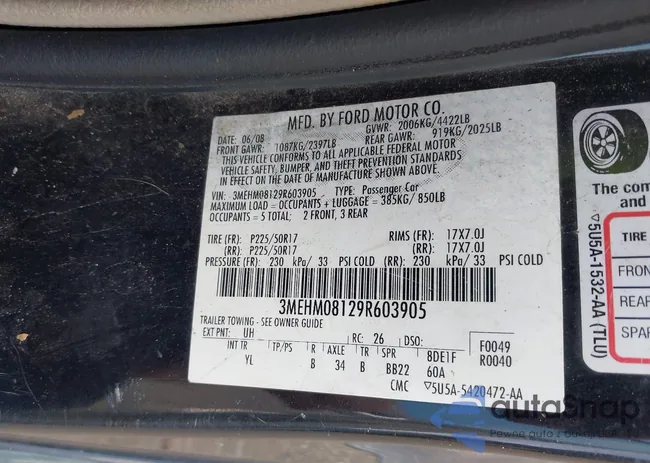 MFD. BY FORD MOTOR CO.
DATE: 06/08 GVWR: 2006KG/4422LB
FRONT GAWR: 1087KG/2397LB REAR GAWR: 919KG/2025LB
THIS VEHICLE CONFORMS TO ALL APPLICABLE FEDERAL MOTOR
VEHICLE SAFETY, BUMPER, AND THEFT PREVENTION STANDARDS
IN EFFECT ON THE DATE OF MANUFACTURE SHOWN ABOVE.
VIN: 3MEHM08129R603905 TYPE: Passenger Car
MAXIMUM LOAD = OCCUPANTS + LUGGAGE = 385KG/850LB
OCCUPANTS = 5 TOTAL: 2 FRONT, 3 REAR
TIRE (FR): P225/50R17 RIMS (FR): 17X7.0J
(RR): P225/50R17 (RR): 17X7.0J
PRESSURE (FR): 230 kPa/ 33 PSI COLD (RR): 230 kPa/ 33 PSI COLD
3MEHM08129R603905
TRAILER TOWING - SEE OWNER GUIDE
EXT PNT: UH RC: 26 DSO: F0049
INT TR TP/PS R AXLE TR SPR 8DE1F R0040
YL B 34 B BB22 60A
CMC ▽5U5A-5420472-AA
The com
and
▽5U5A-1532-AA (TLU)
TIRE
FRON
REAR
SPAR
autoSnap
Pewne auto z